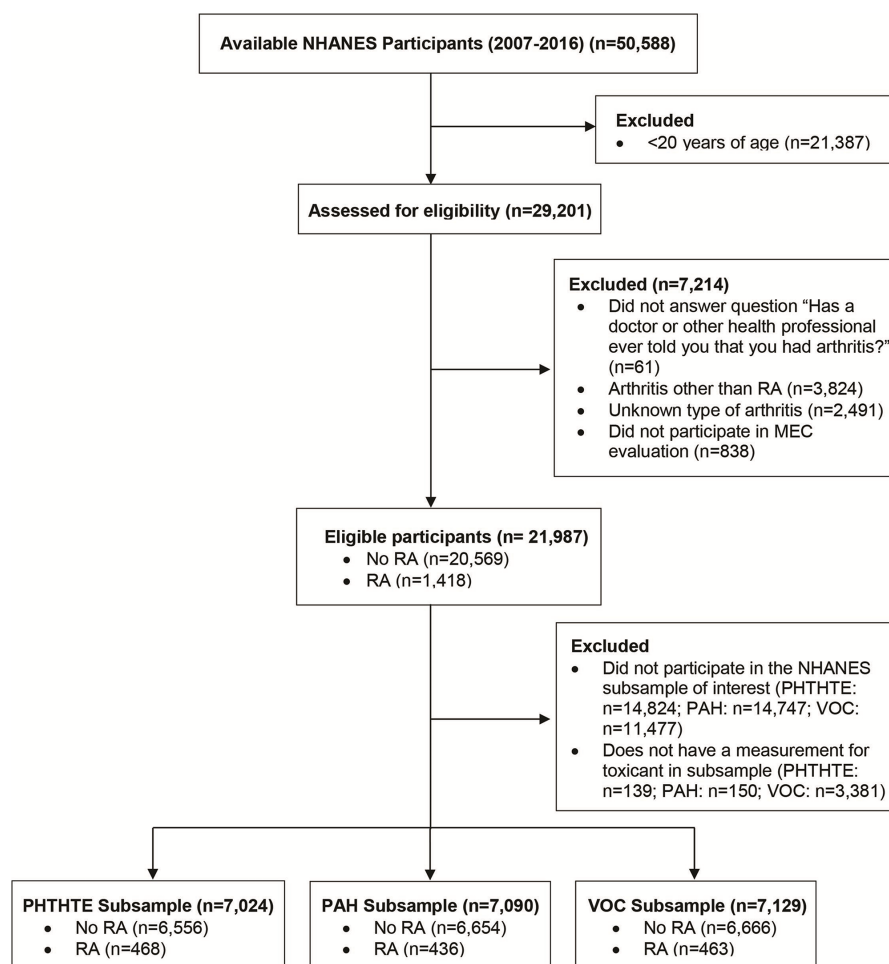 Available NHANES Participants (2007-2016) (n=50,588)
Excluded
• <20 years of age (n=21,387)
Assessed for eligibility (n=29,201)
Excluded (n=7,214)
• Did not answer question “Has a
doctor or other health professional
ever told you that you had arthritis?”
(n=61)
• Arthritis other than RA (n=3,824)
• Unknown type of arthritis (n=2,491)
• Did not participate in MEC
evaluation (n=838)
Eligible participants (n= 21,987)
• No RA (n=20,569)
• RA (n=1,418)
Excluded
• Did not participate in the NHANES
subsample of interest (PHTHTE:
n=14,824; PAH: n=14,747; VOC:
n=11,477)
• Does not have a measurement for
toxicant in subsample (PHTHTE:
n=139; PAH: n=150; VOC: n=3,381)
PHTHTE Subsample (n=7,024)
• No RA (n=6,556)
• RA (n=468)
PAH Subsample (n=7,090)
• No RA (n=6,654)
• RA (n=436)
VOC Subsample (n=7,129)
• No RA (n=6,666)
• RA (n=463)